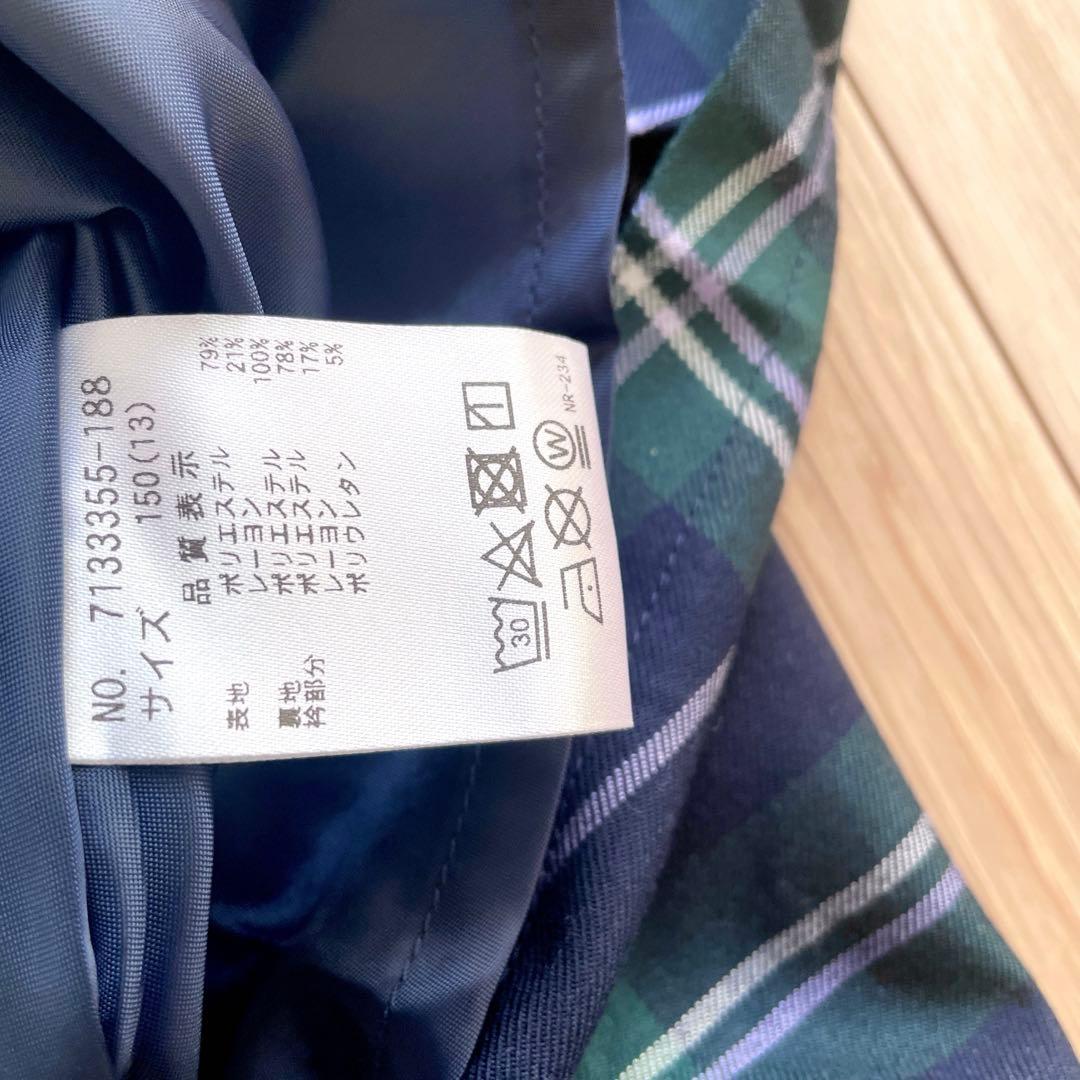 NO. 7133355-188
サイズ 150(13)
品質表示
表地 ポリエステル 79%
レーヨン 21%
裏地 ポリエステル 100%
衿部分 ポリエステル 78%
レーヨン 17%
ポリウレタン 5%
30
W
NR-234